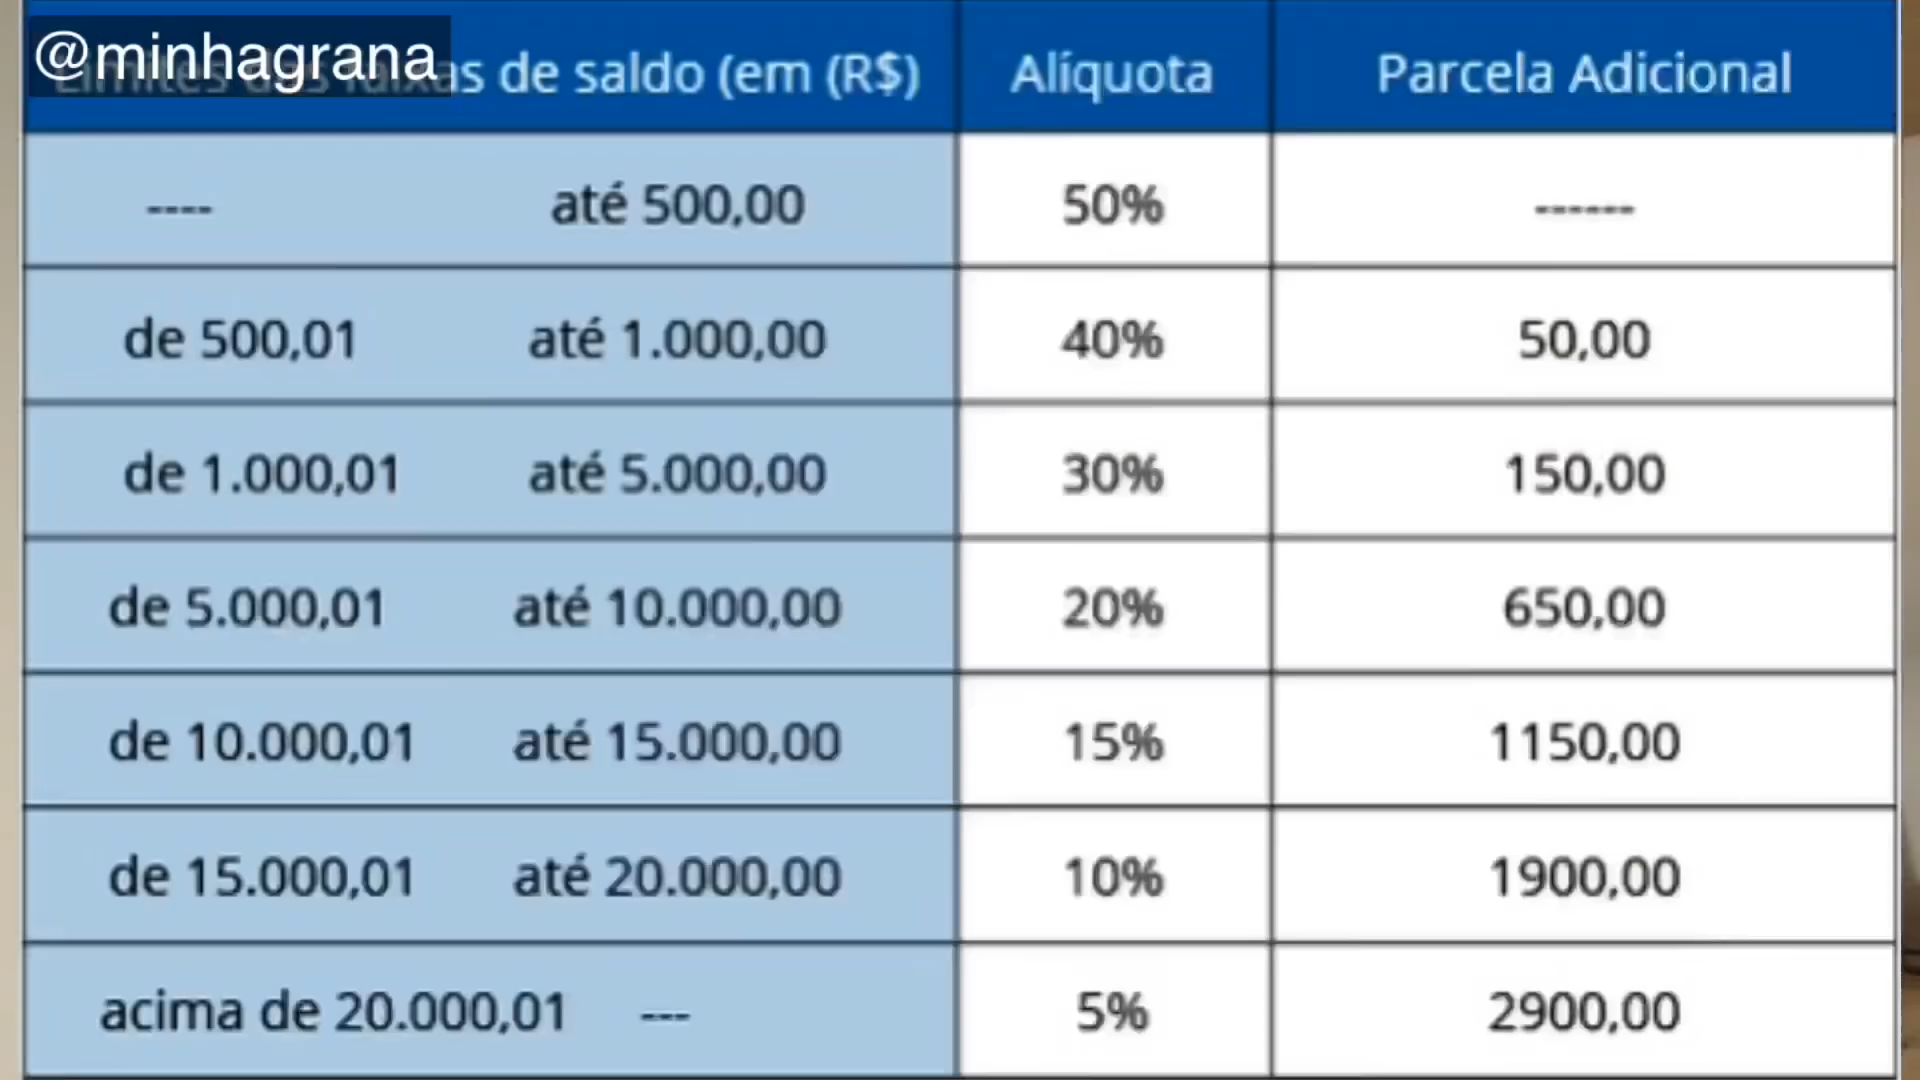 @minhagrana
as de saldo (em (R$) Alíquota Parcela Adicional
---- até 500,00 50% ------
de 500,01 até 1.000,00 40% 50,00
de 1.000,01 até 5.000,00 30% 150,00
de 5.000,01 até 10.000,00 20% 650,00
de 10.000,01 até 15.000,00 15% 1150,00
de 15.000,01 até 20.000,00 10% 1900,00
acima de 20.000,01 --- 5% 2900,00